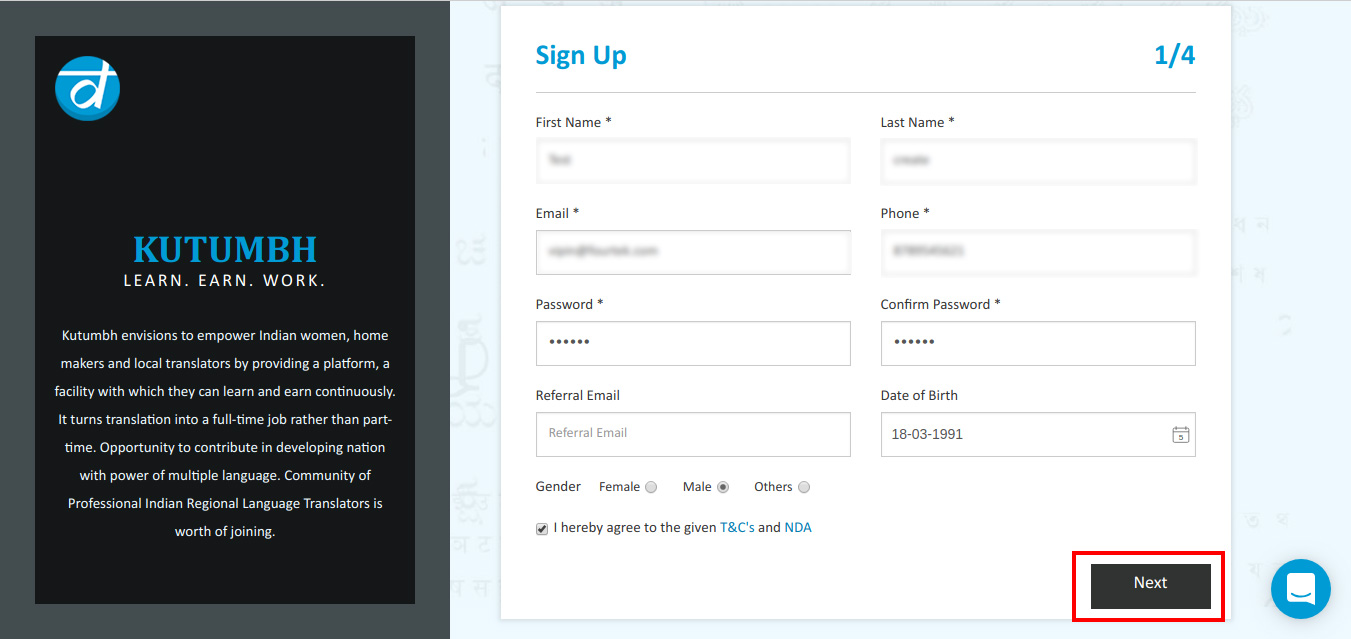 Sign Up
1/4
First Name *
Last Name *
Test
create
Email *
Phone *
Password *
Confirm Password *
••••••
••••••
Referral Email
Date of Birth
Referral Email
18-03-1991
5
Gender Female Male Others
I hereby agree to the given T&C's and NDA
Next
KUTUMBH
LEARN. EARN. WORK.
Kutumbh envisions to empower Indian women, home
makers and local translators by providing a platform, a
facility with which they can learn and earn continuously.
It turns translation into a full-time job rather than part-
time. Opportunity to contribute in developing nation
with power of multiple language. Community of
Professional Indian Regional Language Translators is
worth of joining.